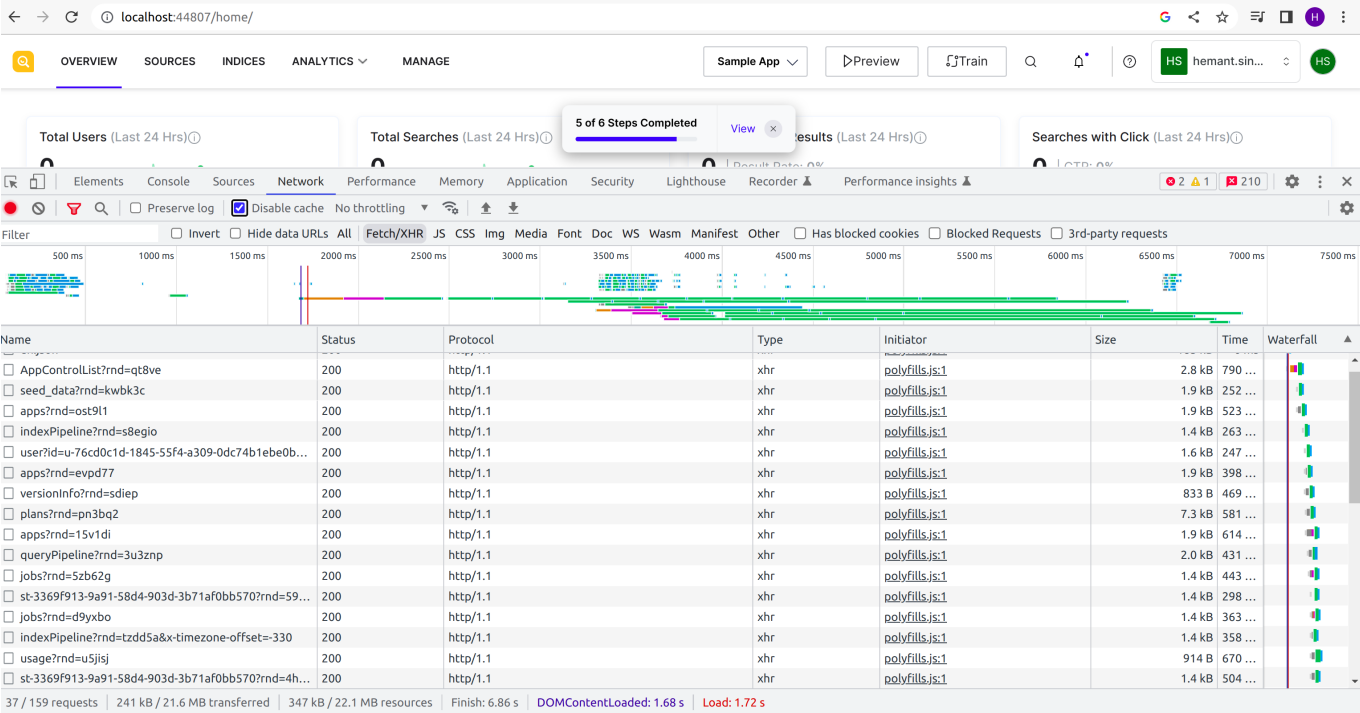 localhost:44807/home/
H
OVERVIEW SOURCES INDICES ANALYTICS MANAGE Sample App Preview Train HS hemant.sin... HS
5 of 6 Steps Completed View
Total Users (Last 24 Hrs) Total Searches (Last 24 Hrs) esults (Last 24 Hrs) Searches with Click (Last 24 Hrs)
0 0 0 Result Rate: 0% 0 CTR: 0%
Elements Console Sources Network Performance Memory Application Security Lighthouse Recorder Performance insights 2 1 210
Preserve log Disable cache No throttling
Filter Invert Hide data URLs All Fetch/XHR JS CSS Img Media Font Doc WS Wasm Manifest Other Has blocked cookies Blocked Requests 3rd-party requests
500 ms 1000 ms 1500 ms 2000 ms 2500 ms 3000 ms 3500 ms 4000 ms 4500 ms 5000 ms 5500 ms 6000 ms 6500 ms 7000 ms 7500 ms
Name Status Protocol Type Initiator Size Time Waterfall
AppControlList?rnd=qt8ve 200 http/1.1 xhr polyfills.js:1 2.8 kB 790 ...
seed_data?rnd=kwbk3c 200 http/1.1 xhr polyfills.js:1 1.9 kB 252 ...
apps?rnd=ost9l1 200 http/1.1 xhr polyfills.js:1 1.9 kB 523 ...
indexPipeline?rnd=s8egio 200 http/1.1 xhr polyfills.js:1 1.4 kB 263 ...
user?id=u-76cd0c1d-1845-55f4-a309-0dc74b1ebe0b... 200 http/1.1 xhr polyfills.js:1 1.6 kB 247 ...
apps?rnd=evpd77 200 http/1.1 xhr polyfills.js:1 1.9 kB 398 ...
versionInfo?rnd=sdiep 200 http/1.1 xhr polyfills.js:1 833 B 469 ...
plans?rnd=pn3bq2 200 http/1.1 xhr polyfills.js:1 7.3 kB 581 ...
apps?rnd=15v1di 200 http/1.1 xhr polyfills.js:1 1.9 kB 614 ...
queryPipeline?rnd=3u3znp 200 http/1.1 xhr polyfills.js:1 2.0 kB 431 ...
jobs?rnd=5zb62g 200 http/1.1 xhr polyfills.js:1 1.4 kB 443 ...
st-3369f913-9a91-58d4-903d-3b71af0bb570?rnd=59... 200 http/1.1 xhr polyfills.js:1 1.4 kB 298 ...
jobs?rnd=d9yxbo 200 http/1.1 xhr polyfills.js:1 1.4 kB 363 ...
indexPipeline?rnd=tzdd5a&x-timezone-offset=-330 200 http/1.1 xhr polyfills.js:1 1.4 kB 358 ...
usage?rnd=u5jisj 200 http/1.1 xhr polyfills.js:1 914 B 670 ...
st-3369f913-9a91-58d4-903d-3b71af0bb570?rnd=4h... 200 http/1.1 xhr polyfills.js:1 1.4 kB 504 ...
37 / 159 requests 241 kB / 21.6 MB transferred 347 kB / 22.1 MB resources Finish: 6.86 s DOMContentLoaded: 1.68 s Load: 1.72 s